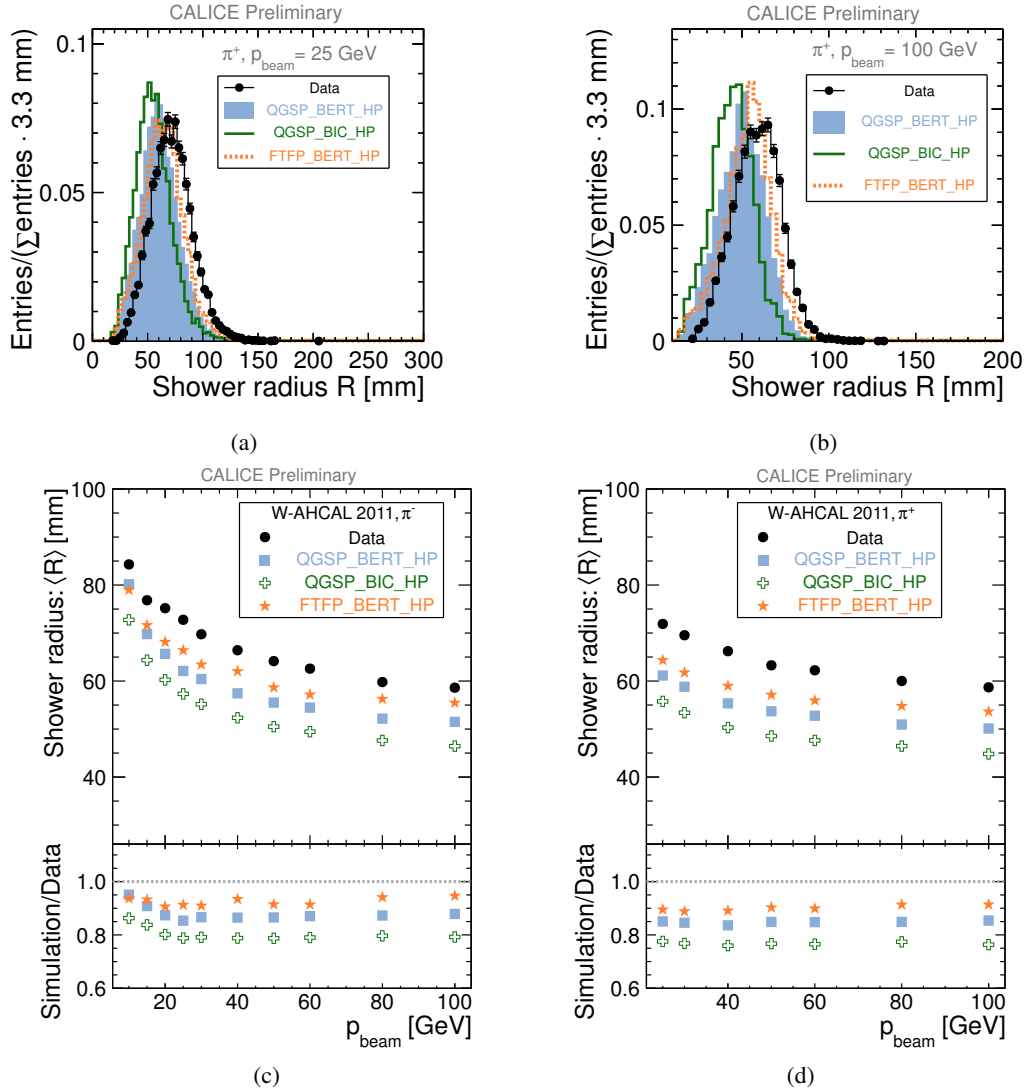 CALICE Preliminary
π⁺, p_beam = 25 GeV
Data
QGSP_BERT_HP
QGSP_BIC_HP
FTFP_BERT_HP
Entries/(∑entries · 3.3 mm)
0.1
0.05
0
0 50 100 150 200 250 300
Shower radius R [mm]
(a)
CALICE Preliminary
π⁺, p_beam = 100 GeV
Data
QGSP_BERT_HP
QGSP_BIC_HP
FTFP_BERT_HP
Entries/(∑entries · 3.3 mm)
0.1
0.05
0
50 100 150 200
Shower radius R [mm]
(b)
CALICE Preliminary
W-AHCAL 2011, π⁻
Data
QGSP_BERT_HP
QGSP_BIC_HP
FTFP_BERT_HP
Shower radius: ⟨R⟩ [mm]
100
80
60
40
Simulation/Data
1.0
0.8
0.6
20 40 60 80 100
p_beam [GeV]
(c)
CALICE Preliminary
W-AHCAL 2011, π⁺
Data
QGSP_BERT_HP
QGSP_BIC_HP
FTFP_BERT_HP
Shower radius: ⟨R⟩ [mm]
100
80
60
40
Simulation/Data
1.0
0.8
0.6
40 60 80 100
p_beam [GeV]
(d)